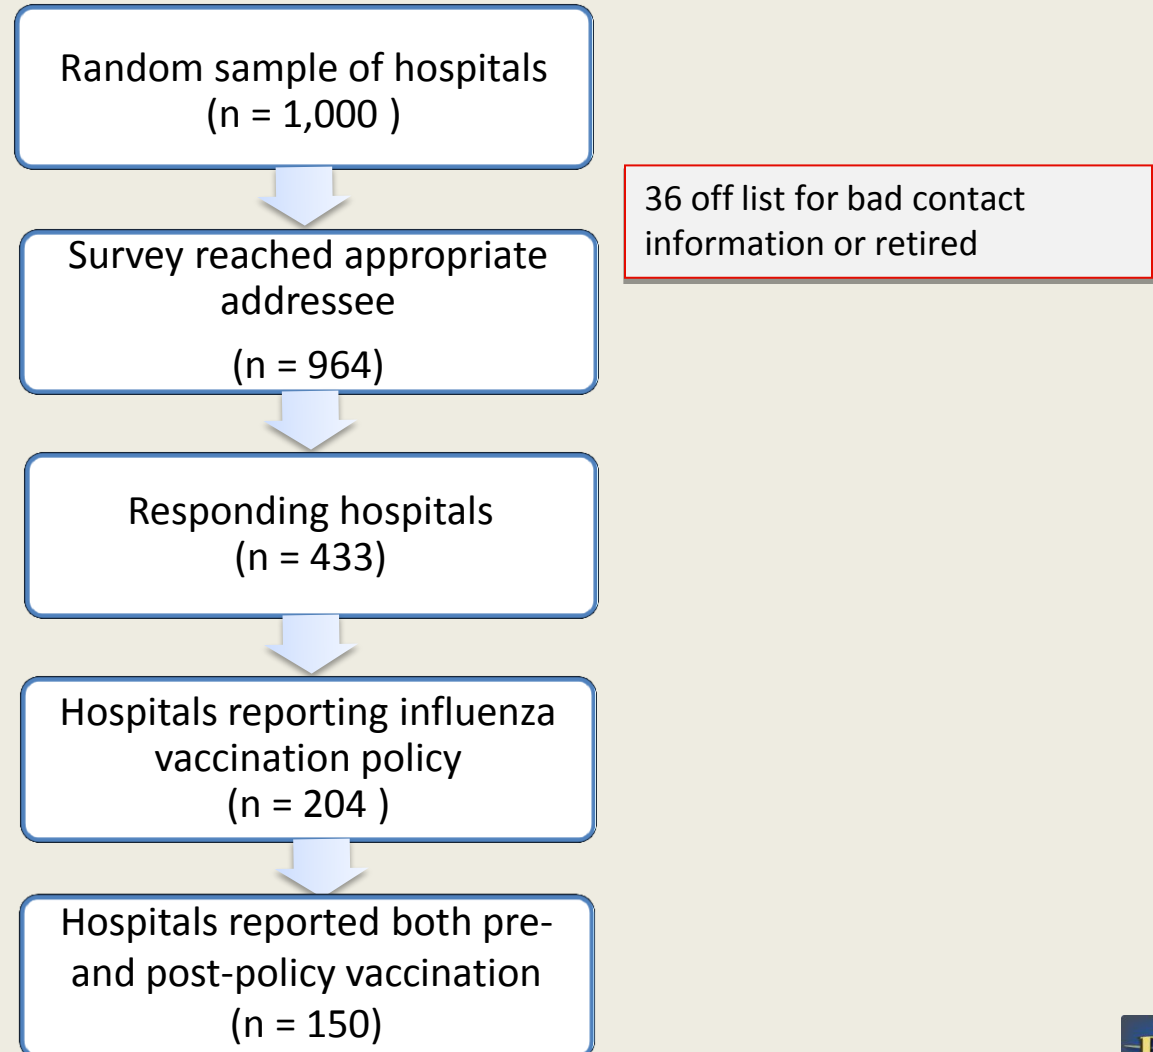 Random sample of hospitals
(n = 1,000 )
36 off list for bad contact
information or retired
Survey reached appropriate
addressee
(n = 964)
Responding hospitals
(n = 433)
Hospitals reporting influenza
vaccination policy
(n = 204 )
Hospitals reported both pre-
and post-policy vaccination
(n = 150)